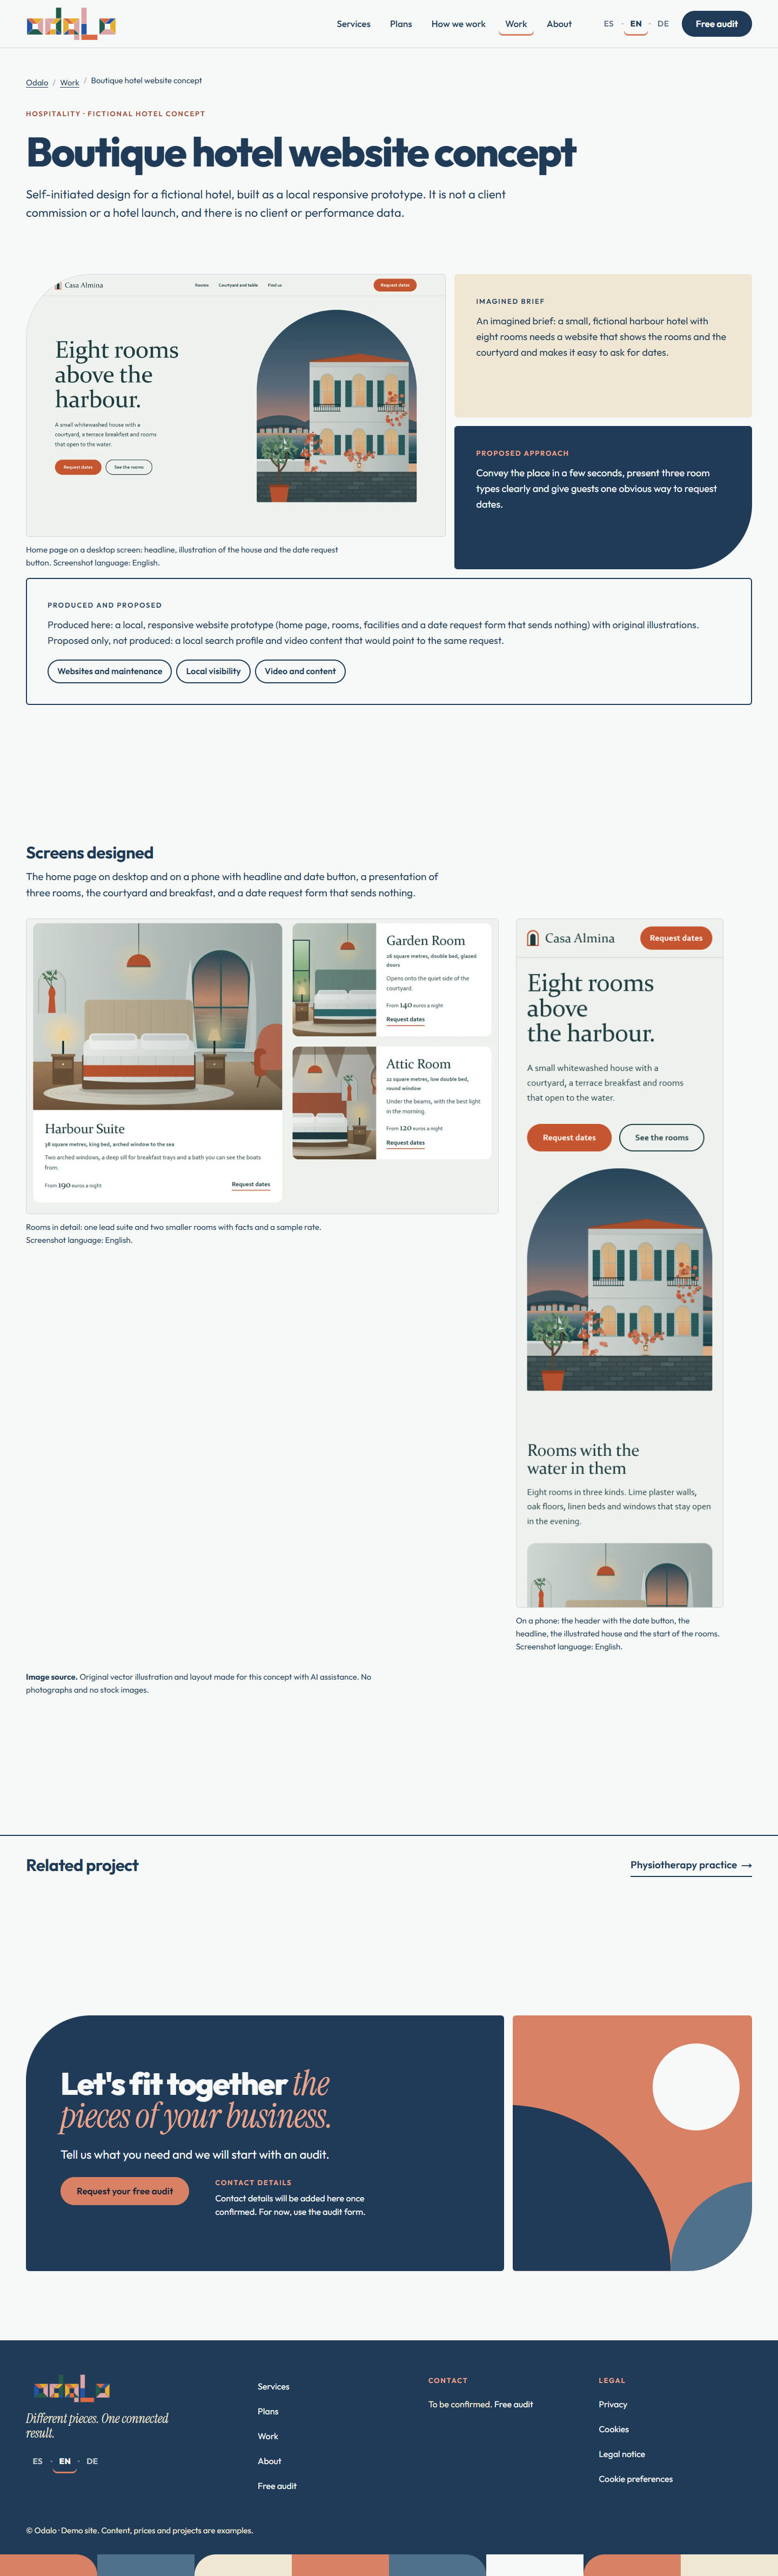 odalo
Services
Plans
How we work
Work
About
ES · EN · DE
Free audit
Odalo / Work / Boutique hotel website concept
HOSPITALITY · FICTIONAL HOTEL CONCEPT
Boutique hotel website concept
Self-initiated design for a fictional hotel, built as a local responsive prototype. It is not a client
commission or a hotel launch, and there is no client or performance data.
Casa Almina
Rooms
Courtyard and table
Find us
Request dates
Eight rooms
above the
harbour.
A small whitewashed house with a
courtyard, a terrace breakfast and rooms
that open to the water.
Request dates
See the rooms
Home page on a desktop screen: headline, illustration of the house and the date request
button. Screenshot language: English.
IMAGINED BRIEF
An imagined brief: a small, fictional harbour hotel with
eight rooms needs a website that shows the rooms and the
courtyard and makes it easy to ask for dates.
PROPOSED APPROACH
Convey the place in a few seconds, present three room
types clearly and give guests one obvious way to request
dates.
PRODUCED AND PROPOSED
Produced here: a local, responsive website prototype (home page, rooms, facilities and a date request form that sends nothing) with original illustrations.
Proposed only, not produced: a local search profile and video content that would point to the same request.
Websites and maintenance
Local visibility
Video and content
Screens designed
The home page on desktop and on a phone with headline and date button, a presentation of
three rooms, the courtyard and breakfast, and a date request form that sends nothing.
Harbour Suite
38 square metres, king bed, arched window to the sea
Two arched windows, a deep sill for breakfast trays and a bath you can see the boats
from.
From 190 euros a night
Request dates
Garden Room
26 square metres, double bed, glazed
doors
Opens onto the quiet side of the
courtyard.
From 140 euros a night
Request dates
Attic Room
22 square metres, low double bed,
round window
Under the beams, with the best light
in the morning.
From 120 euros a night
Request dates
Rooms in detail: one lead suite and two smaller rooms with facts and a sample rate.
Screenshot language: English.
Casa Almina
Request dates
Eight rooms
above
the harbour.
A small whitewashed house with a
courtyard, a terrace breakfast and rooms
that open to the water.
Request dates
See the rooms
Rooms with the
water in them
Eight rooms in three kinds. Lime plaster walls,
oak floors, linen beds and windows that stay open
in the evening.
On a phone: the header with the date button, the
headline, the illustrated house and the start of the rooms.
Screenshot language: English.
Image source. Original vector illustration and layout made for this concept with AI assistance. No
photographs and no stock images.
Related project
Physiotherapy practice →
Let's fit together the
pieces of your business.
Tell us what you need and we will start with an audit.
Request your free audit
CONTACT DETAILS
Contact details will be added here once
confirmed. For now, use the audit form.
odalo
Different pieces. One connected
result.
ES · EN · DE
Services
Plans
Work
About
Free audit
CONTACT
To be confirmed. Free audit
LEGAL
Privacy
Cookies
Legal notice
Cookie preferences
© Odalo · Demo site. Content, prices and projects are examples.